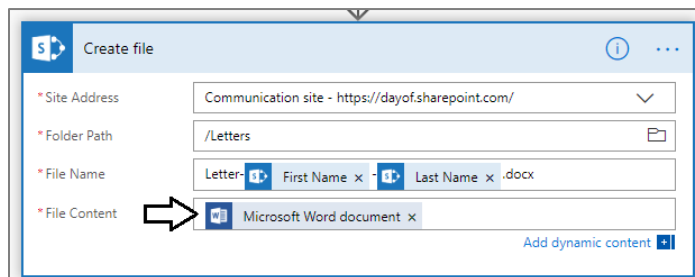 Create file
*Site Address Communication site - https://dayof.sharepoint.com/
*Folder Path /Letters
*File Name Letter- First Name × - Last Name × .docx
*File Content Microsoft Word document ×
Add dynamic content